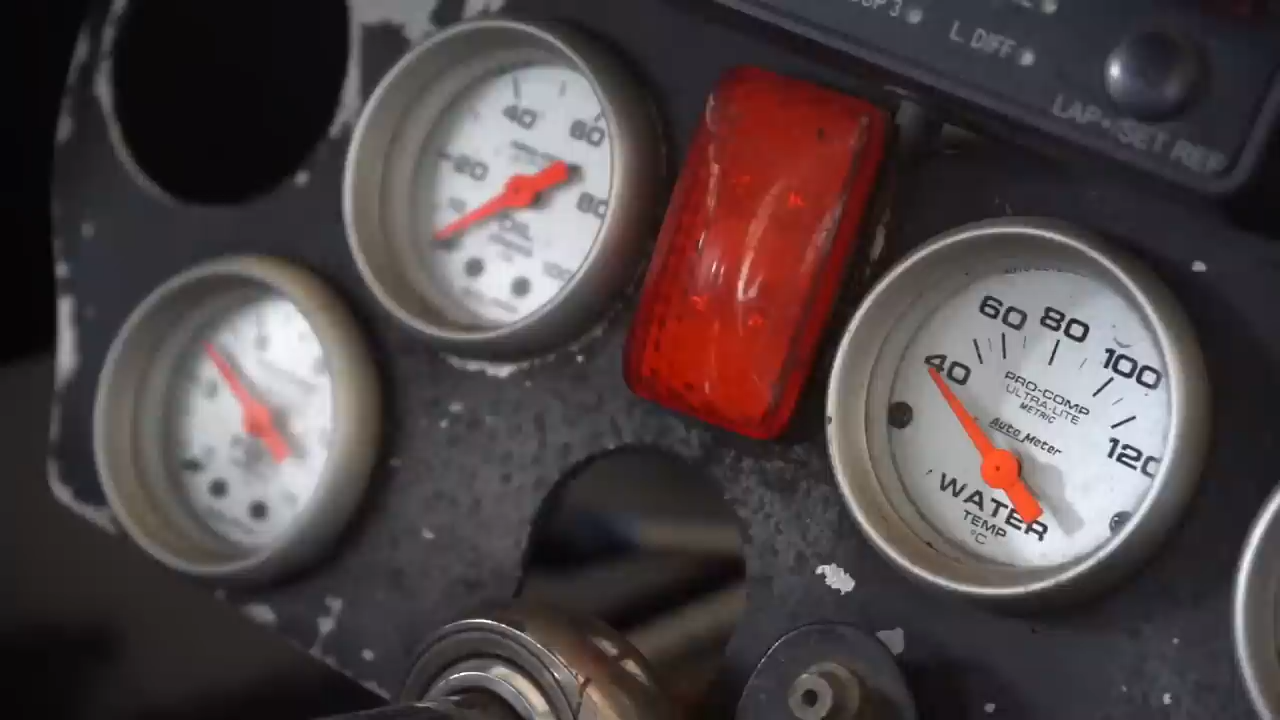 L. DIFF
LAP+ SET REF
40
60
20
80
100
OIL
60
80
40
100
PRO-COMP
ULTRA-LITE
METRIC
Auto Meter
120
WATER
TEMP
°C